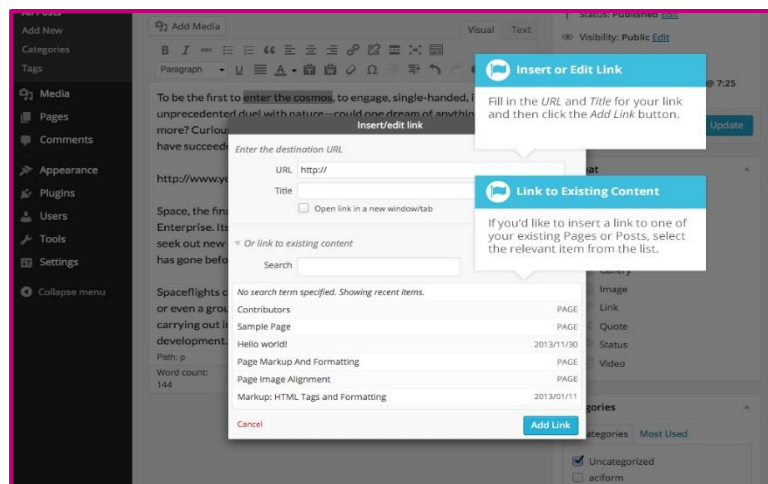 All Posts
Add New
Categories
Tags
Media
Pages
Comments
Appearance
Plugins
Users
Tools
Settings
Collapse menu
Add Media
Visual Text
B I ABC
Paragraph
To be the first to enter the cosmos, to engage, single-handed, i
unprecedented duel with nature—could one dream of anythin
more? Curiou
have succeed
http://www.yo
Space, the fina
Enterprise. Its
seek out new
has gone befo
Spaceflights c
or even a grou
carrying out i
development.
Path: p
Word count:
144
Insert/edit link
Enter the destination URL
URL http://
Title
Open link in a new window/tab
Or link to existing content
Search
No search term specified. Showing recent items.
Contributors PAGE
Sample Page PAGE
Hello world! 2013/11/30
Page Markup And Formatting PAGE
Page Image Alignment PAGE
Markup: HTML Tags and Formatting 2013/01/11
Cancel Add Link
Insert or Edit Link
Fill in the URL and Title for your link
and then click the Add Link button.
Link to Existing Content
If you'd like to insert a link to one of
your existing Pages or Posts, select
the relevant item from the list.
Status: Published Edit
Visibility: Public Edit
@ 7:25
Update
at
Gallery
Image
Link
Quote
Status
Video
gories
ategories Most Used
Uncategorized
aciform